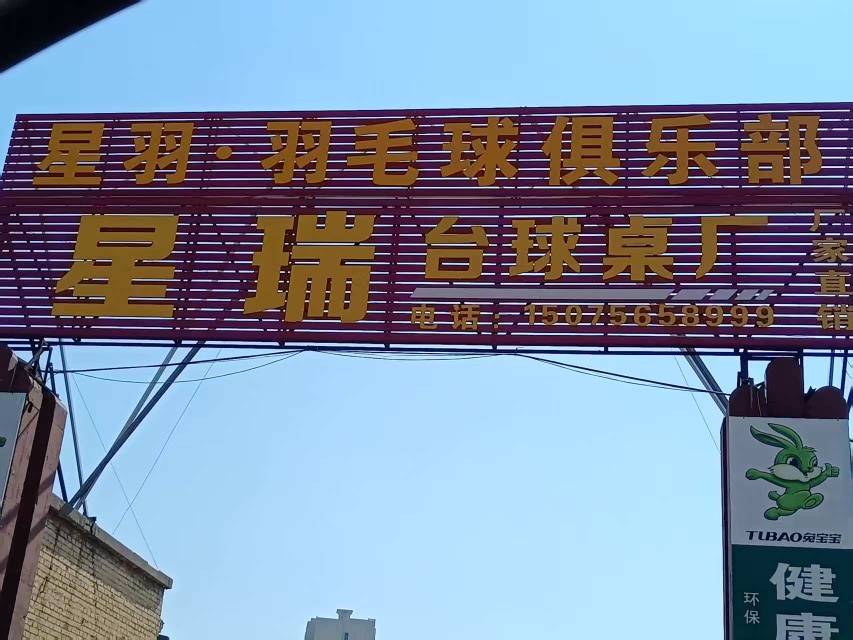 星羽·羽毛球俱乐部
星瑞台球桌厂
电话:15075658999
厂家直销
TUBAO兔宝宝
健康
环保